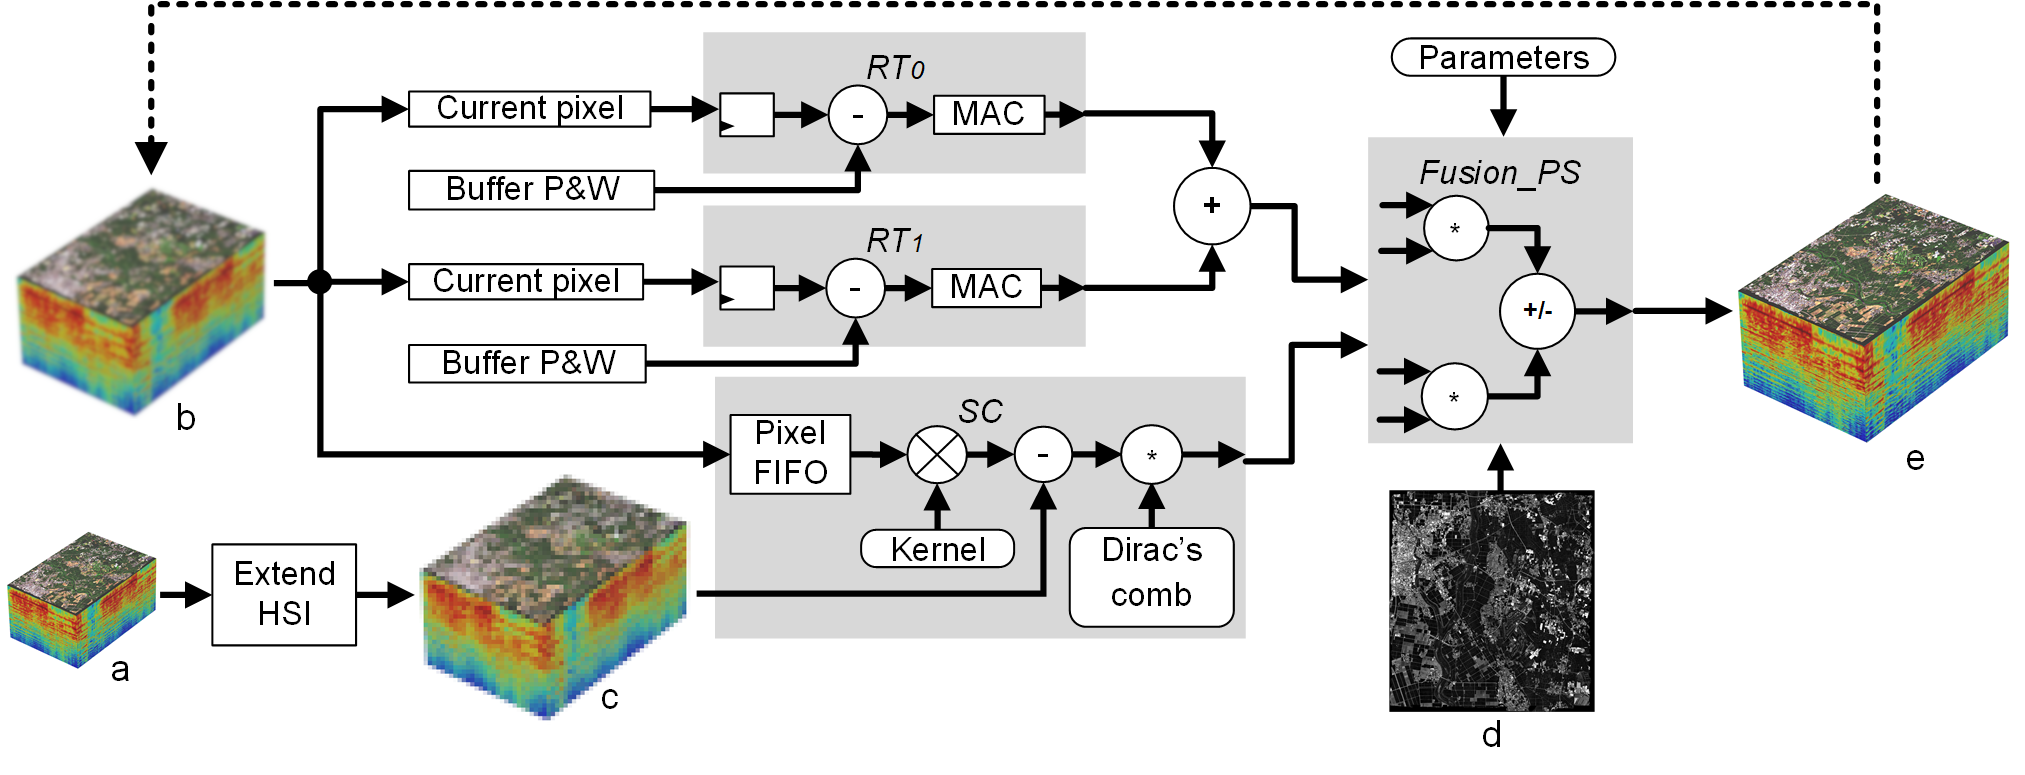 Parameters
RT0
Current pixel
-
MAC
Buffer P&W
Fusion_PS
*
+
RT1
Current pixel
-
MAC
+/-
Buffer P&W
*
b
SC
Pixel
FIFO
-
*
e
Kernel
Dirac's
comb
Extend
HSI
a
c
d